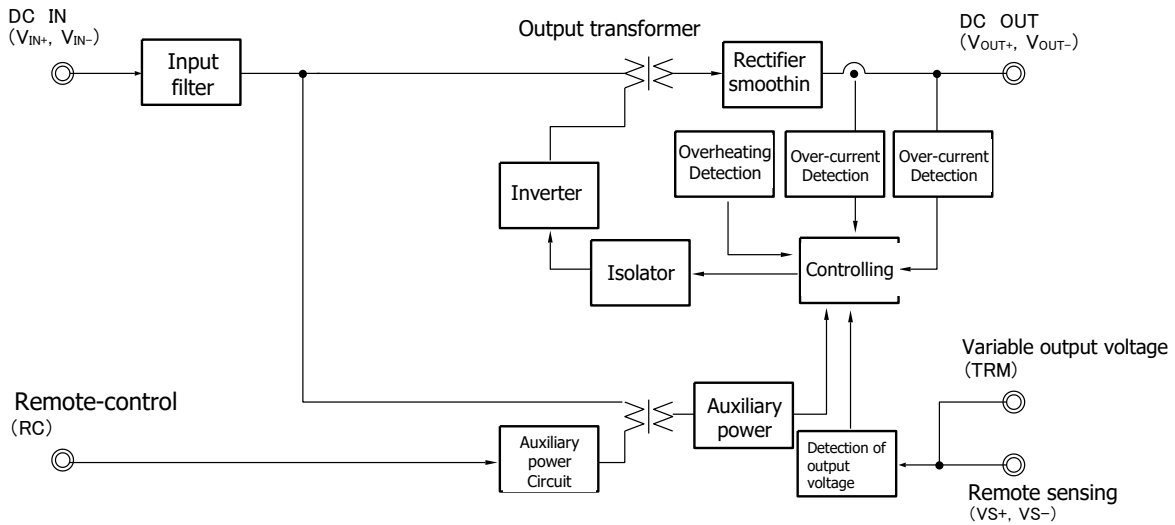 DC IN
(VIN+, VIN−)
Input
filter
Output transformer
Rectifier
smoothin
DC OUT
(VOUT+, VOUT−)
Overheating
Detection
Over-current
Detection
Over-current
Detection
Inverter
Isolator
Controlling
Variable output voltage
(TRM)
Remote-control
(RC)
Auxiliary
power
Auxiliary
power
Circuit
Detection of
output
voltage
Remote sensing
(VS+, VS−)